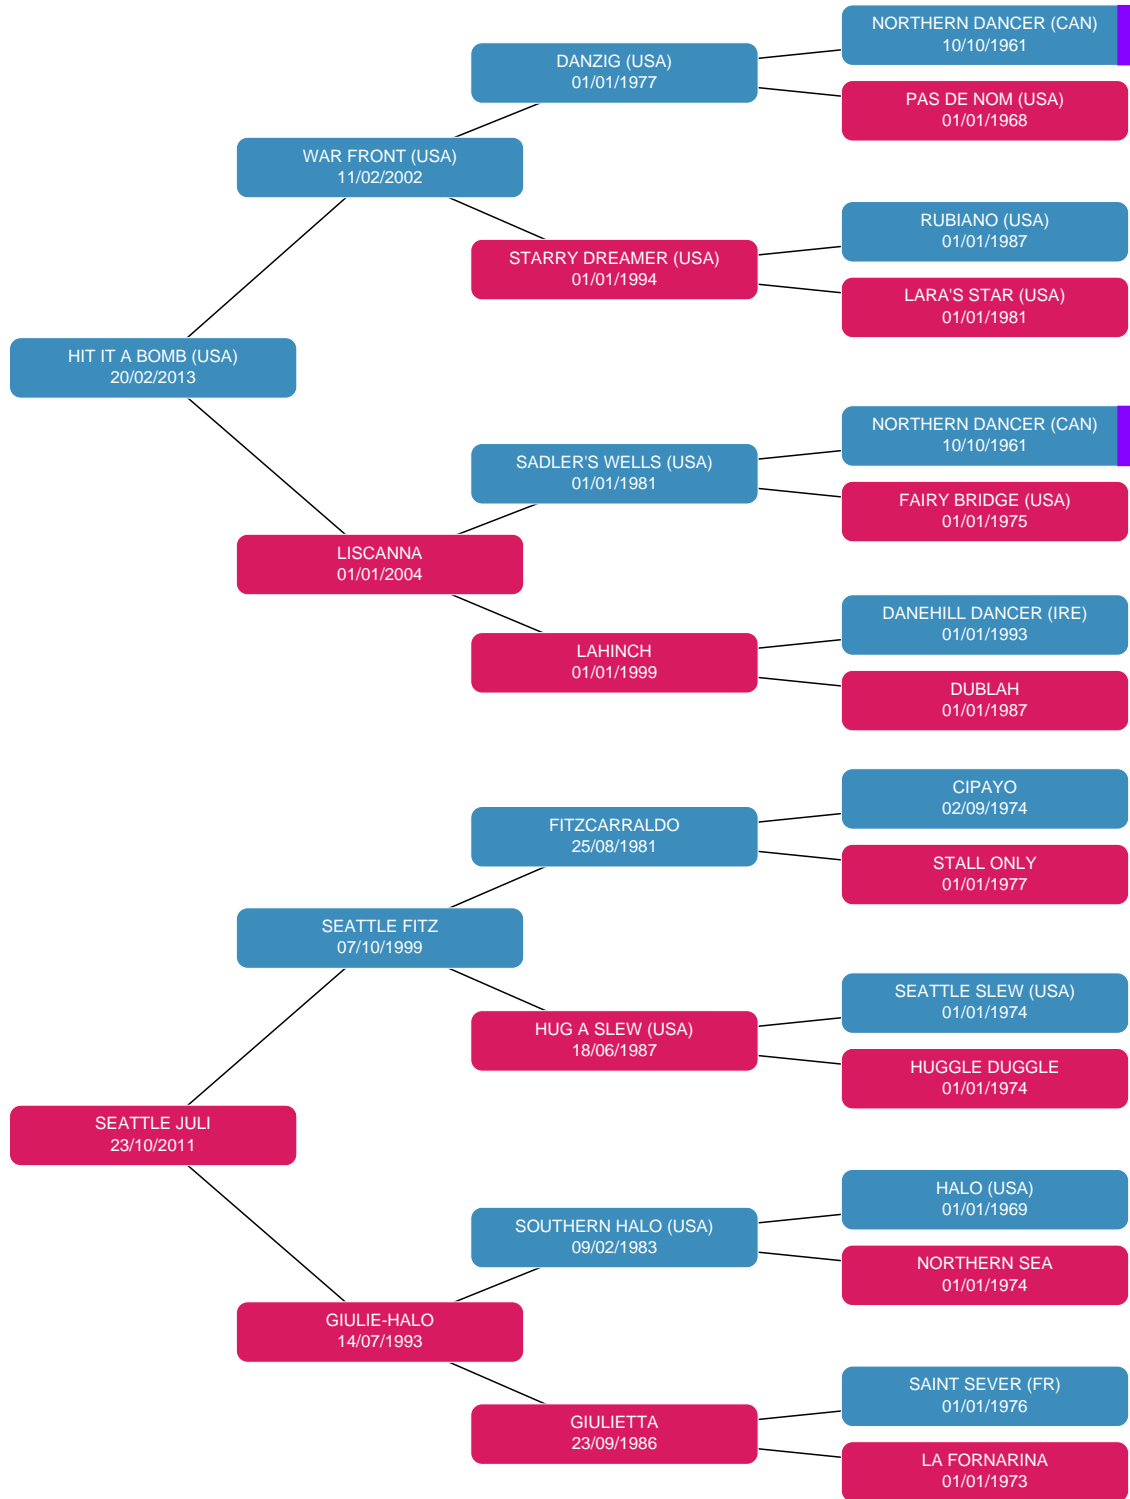 NORTHERN DANCER (CAN)
10/10/1961
DANZIG (USA)
01/01/1977
PAS DE NOM (USA)
01/01/1968
WAR FRONT (USA)
11/02/2002
RUBIANO (USA)
01/01/1987
STARRY DREAMER (USA)
01/01/1994
LARA'S STAR (USA)
01/01/1981
HIT IT A BOMB (USA)
20/02/2013
NORTHERN DANCER (CAN)
10/10/1961
SADLER'S WELLS (USA)
01/01/1981
FAIRY BRIDGE (USA)
01/01/1975
LISCANNA
01/01/2004
DANEHILL DANCER (IRE)
01/01/1993
LAHINCH
01/01/1999
DUBLAH
01/01/1987
CIPAYO
02/09/1974
FITZCARRALDO
25/08/1981
STALL ONLY
01/01/1977
SEATTLE FITZ
07/10/1999
SEATTLE SLEW (USA)
01/01/1974
HUG A SLEW (USA)
18/06/1987
HUGGLE DUGGLE
01/01/1974
SEATTLE JULI
23/10/2011
HALO (USA)
01/01/1969
SOUTHERN HALO (USA)
09/02/1983
NORTHERN SEA
01/01/1974
GIULIE-HALO
14/07/1993
SAINT SEVER (FR)
01/01/1976
GIULIETTA
23/09/1986
LA FORNARINA
01/01/1973